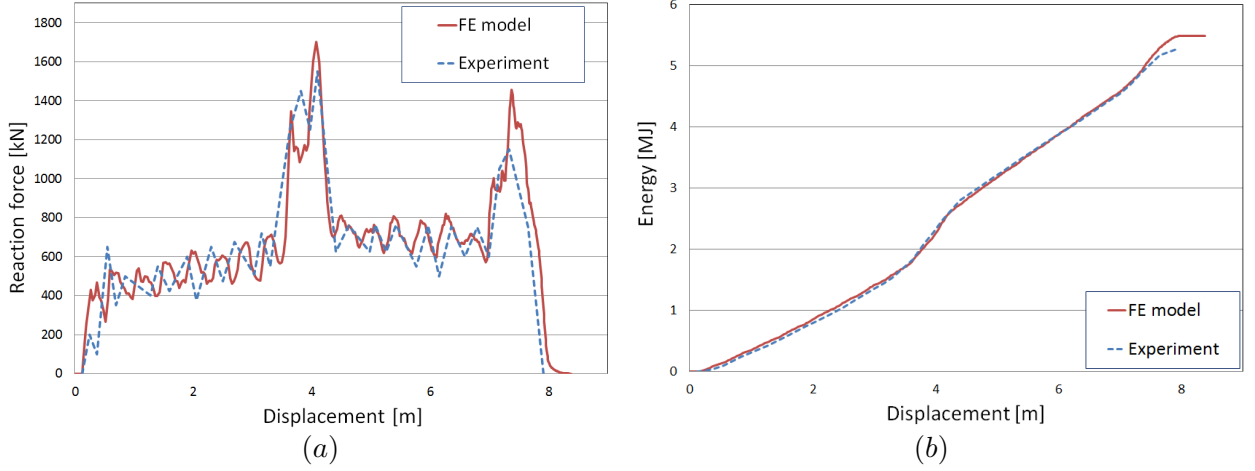 1800
1600
1400
1200
1000
800
600
400
200
0
Reaction force [kN]
FE model
Experiment
0 2 4 6 8
Displacement [m]
(a)
6
5
4
3
2
1
0
Energy [MJ]
FE model
Experiment
0 2 4 6 8
Displacement [m]
(b)